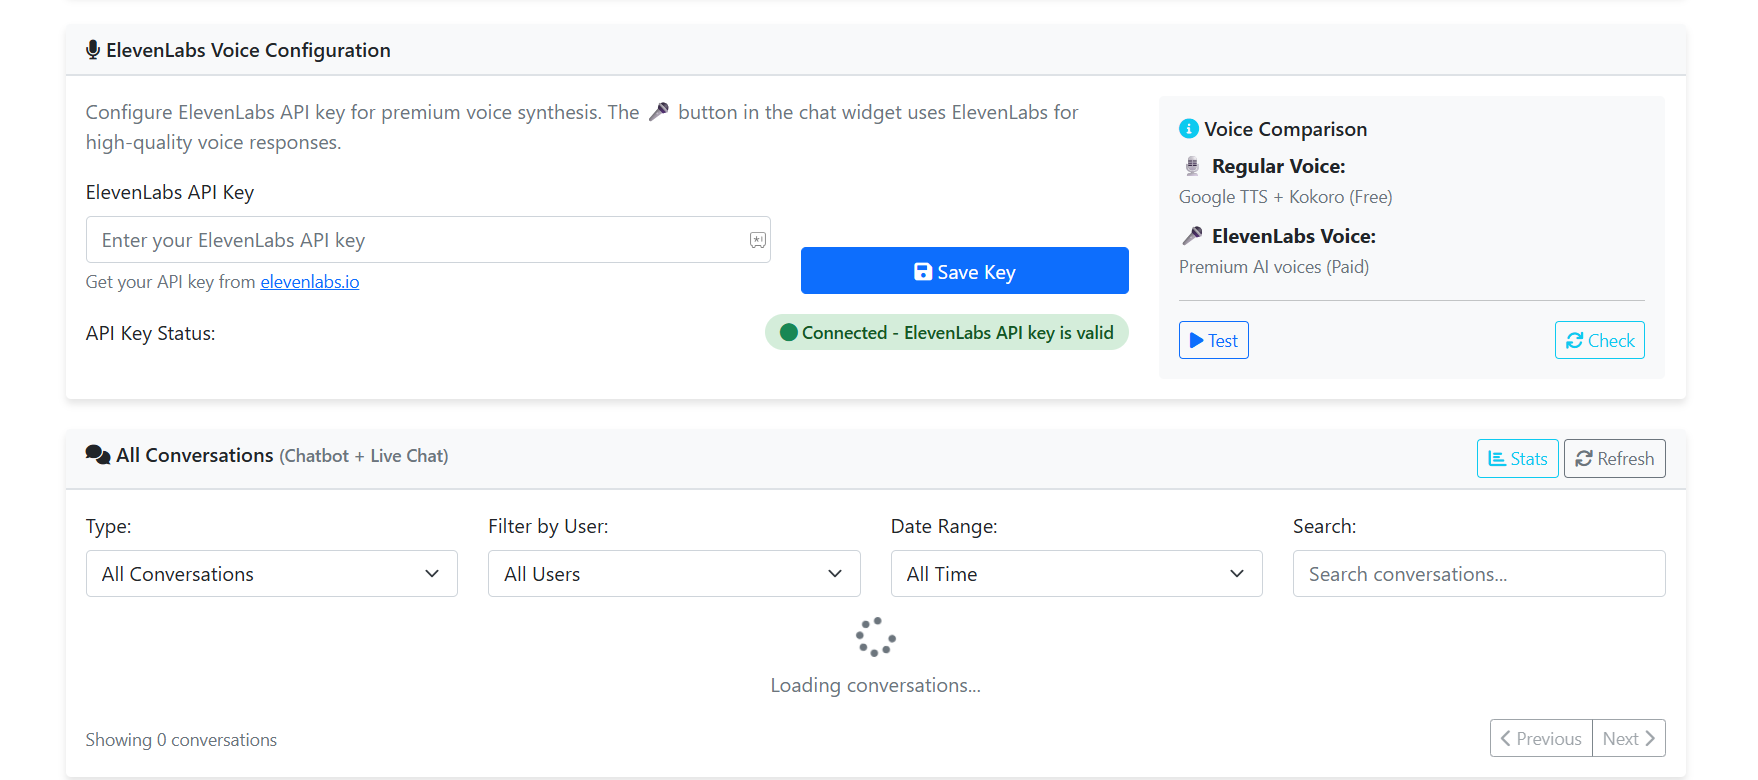 ElevenLabs Voice Configuration
Configure ElevenLabs API key for premium voice synthesis. The 🎤 button in the chat widget uses ElevenLabs for
high-quality voice responses.
ElevenLabs API Key
Enter your ElevenLabs API key
Get your API key from elevenlabs.io
Save Key
API Key Status:
Connected - ElevenLabs API key is valid
Voice Comparison
Regular Voice:
Google TTS + Kokoro (Free)
ElevenLabs Voice:
Premium AI voices (Paid)
Test
Check
All Conversations (Chatbot + Live Chat)
Stats
Refresh
Type:
All Conversations
Filter by User:
All Users
Date Range:
All Time
Search:
Search conversations...
Loading conversations...
Showing 0 conversations
Previous
Next